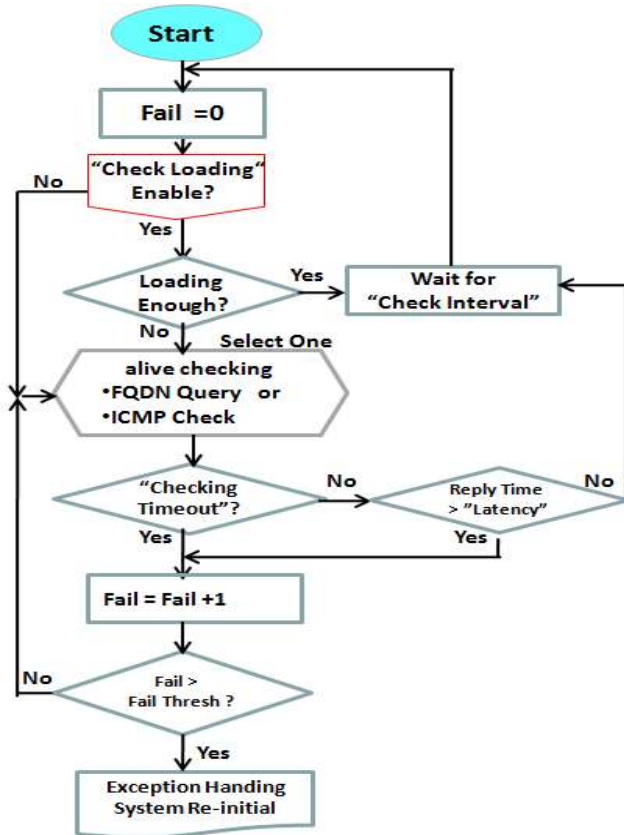 Start
Fail =0
“Check Loading“
Enable?
No
Yes
Loading
Enough?
Yes
Wait for
“Check Interval”
No
Select One
alive checking
•FQDN Query or
•ICMP Check
“Checking
Timeout”?
No
Reply Time
> ”Latency”
No
Yes
Yes
Fail = Fail +1
Fail >
Fail Thresh ?
No
Yes
Exception Handing
System Re-initial